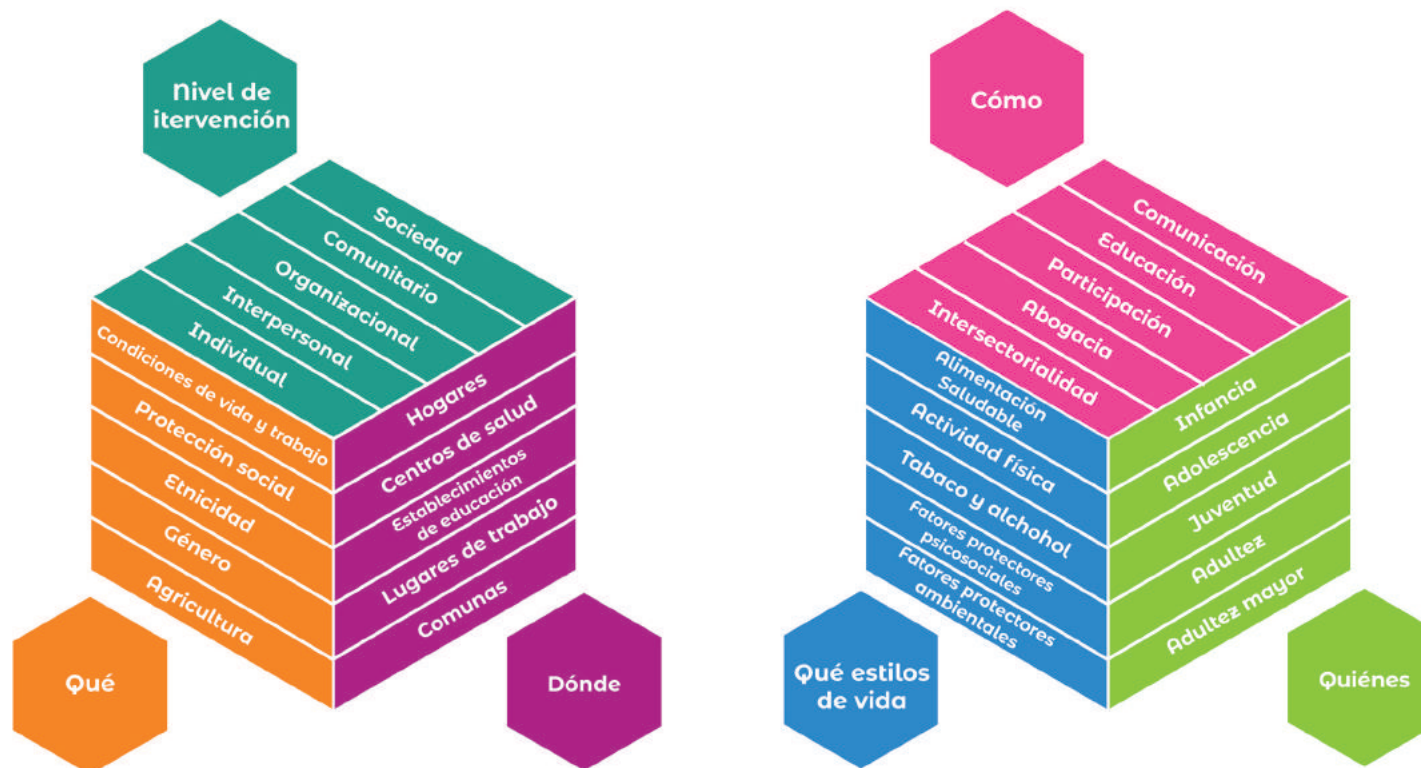 Nivel de
itervención
Sociedad
Comunitario
Organizacional
Interpersonal
Individual
Condiciones de vida y trabajo
Protección social
Etnicidad
Género
Agricultura
Hogares
Centros de salud
Establecimientos
de educación
Lugares de trabajo
Comunas
Qué
Dónde
Cómo
Comunicación
Educación
Participación
Abogacia
Intersectorialidad
Alimentación
Saludable
Actividad física
Tabaco y alchohol
Fatores protectores
psicosociales
Fatores protectores
ambientales
Infancia
Adolescencia
Juventud
Adultez
Adultez mayor
Qué estilos
de vida
Quiénes